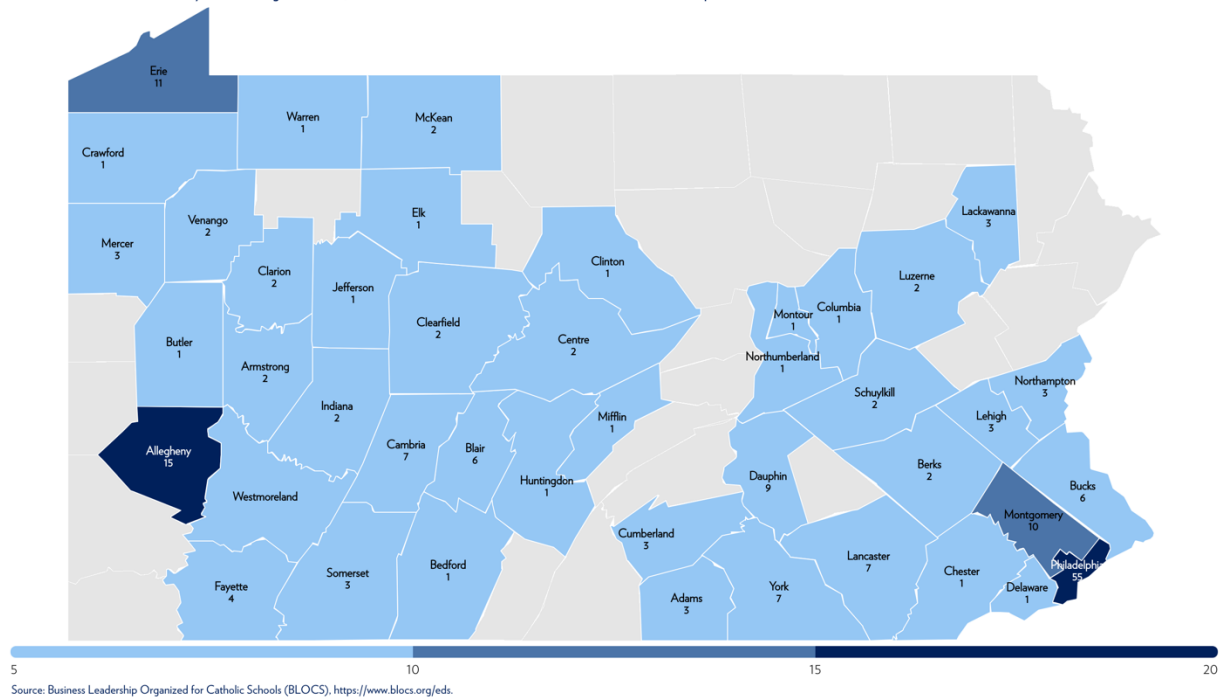 Erie
11
Warren
1
McKean
2
Crawford
1
Venango
2
Elk
1
Lackawanna
3
Mercer
3
Clinton
1
Clarion
2
Luzerne
2
Jefferson
1
Columbia
1
Montour
1
Clearfield
2
Butler
1
Centre
2
Northumberland
1
Armstrong
2
Northampton
3
Schuylkill
2
Indiana
2
Mifflin
1
Lehigh
3
Cambria
7
Blair
6
Allegheny
15
Berks
2
Dauphin
9
Huntingdon
1
Bucks
6
Westmoreland
Montgomery
10
Cumberland
3
Lancaster
7
Bedford
1
Philadelphia
55
Somerset
3
Chester
1
Fayette
4
York
7
Delaware
1
Adams
3
5
10
15
20
Source: Business Leadership Organized for Catholic Schools (BLOCS), https://www.blocs.org/eds.